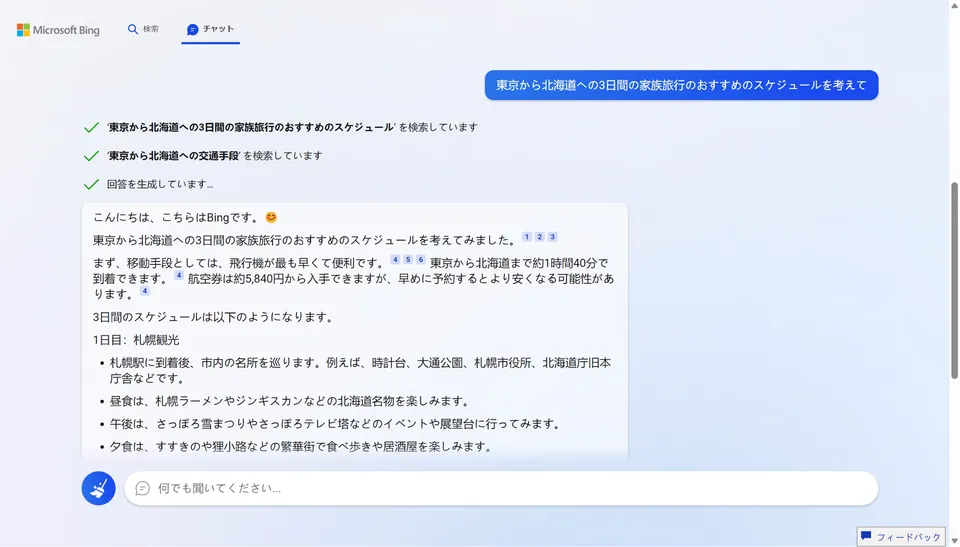 Microsoft Bing
検索
チャット
東京から北海道への3日間の家族旅行のおすすめのスケジュールを考えて
'東京から北海道への3日間の家族旅行のおすすめのスケジュール' を検索しています
'東京から北海道への交通手段' を検索しています
回答を生成しています...
こんにちは、こちらはBingです。😊
東京から北海道への3日間の家族旅行のおすすめのスケジュールを考えてみました。 1 2 3
まず、移動手段としては、飛行機が最も早くて便利です。 4 5 6 東京から北海道まで約1時間40分で
到着できます。 4 航空券は約5,840円から入手できますが、早めに予約するとより安くなる可能性があ
ります。 4
3日間のスケジュールは以下のようになります。
1日目：札幌観光
• 札幌駅に到着後、市内の名所を巡ります。例えば、時計台、大通公園、札幌市役所、北海道庁旧本
庁舎などです。
• 昼食は、札幌ラーメンやジンギスカンなどの北海道名物を楽しみます。
• 午後は、さっぽろ雪まつりやさっぽろテレビ塔などのイベントや展望台に行ってみます。
• 夕食は、すすきのや狸小路などの繁華街で食べ歩きや居酒屋を楽しみます。
何でも聞いてください...
フィードバック